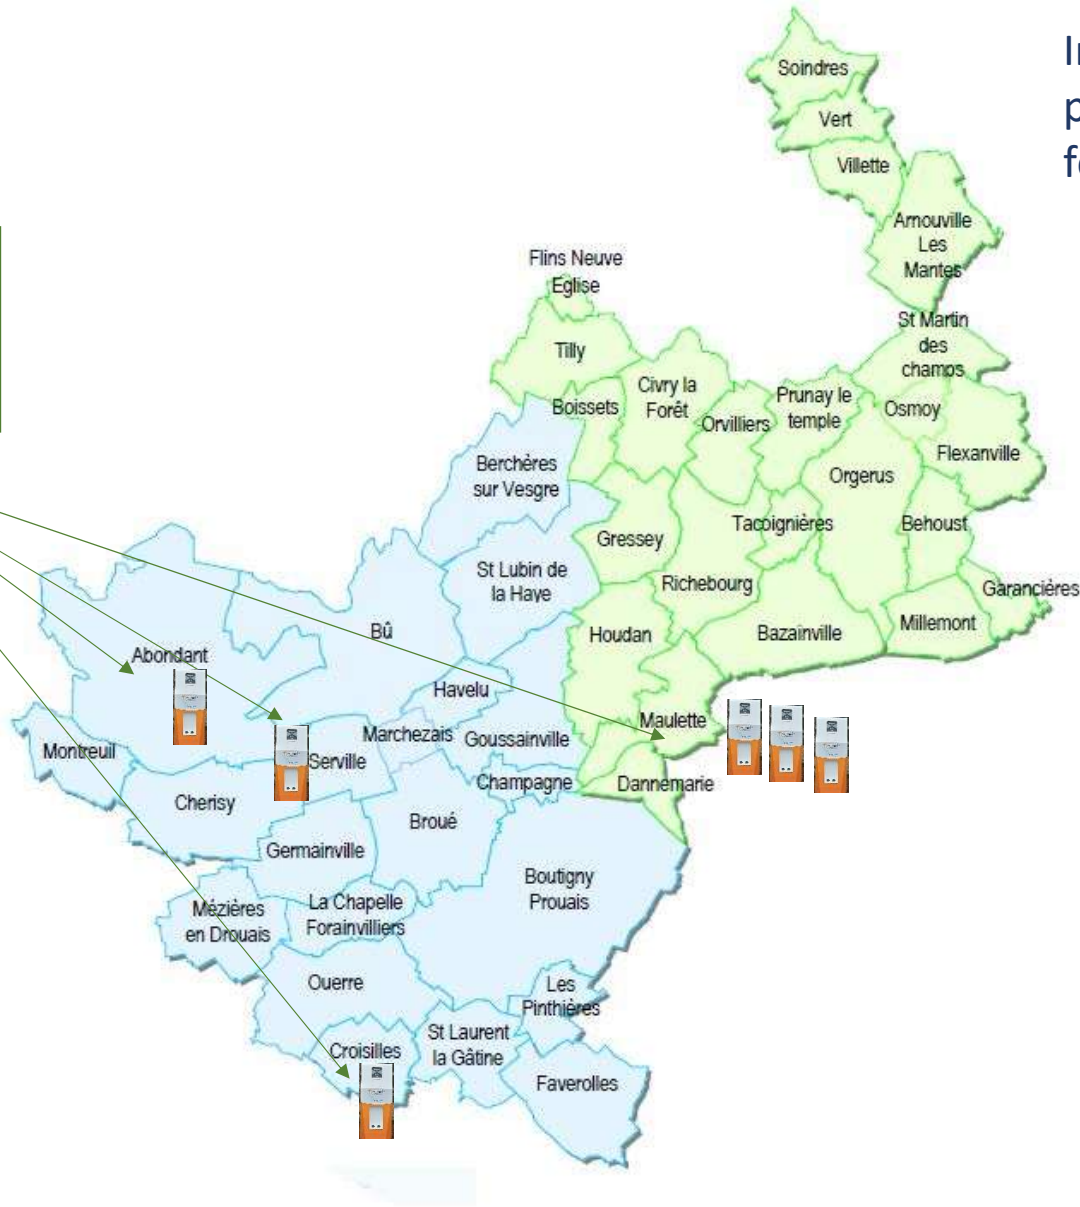 Soindres
Vert
Villette
Arnouville
Les
Mantes
Flins Neuve
Eglise
St Martin
des
champs
Tilly
Civry la
Forêt
Boissets
Prunay le
temple
Osmoy
Orvilliers
Flexanville
Berchères
sur Vesgre
Orgerus
Tacoignières
Behoust
Gressey
St Lubin de
la Haye
Richebourg
Garancières
Bû
Houdan
Bazainville
Millemont
Abondant
Havelu
Maulette
Marchezais
Goussainville
Montreuil
Serville
Champagne
Dannemarie
Cherisy
Broué
Germainville
Boutigny
Prouais
La Chapelle
Forainvilliers
Mézières
en Drouais
Ouerre
Les
Pinthières
St Laurent
la Gâtine
Croisilles
Faverolles